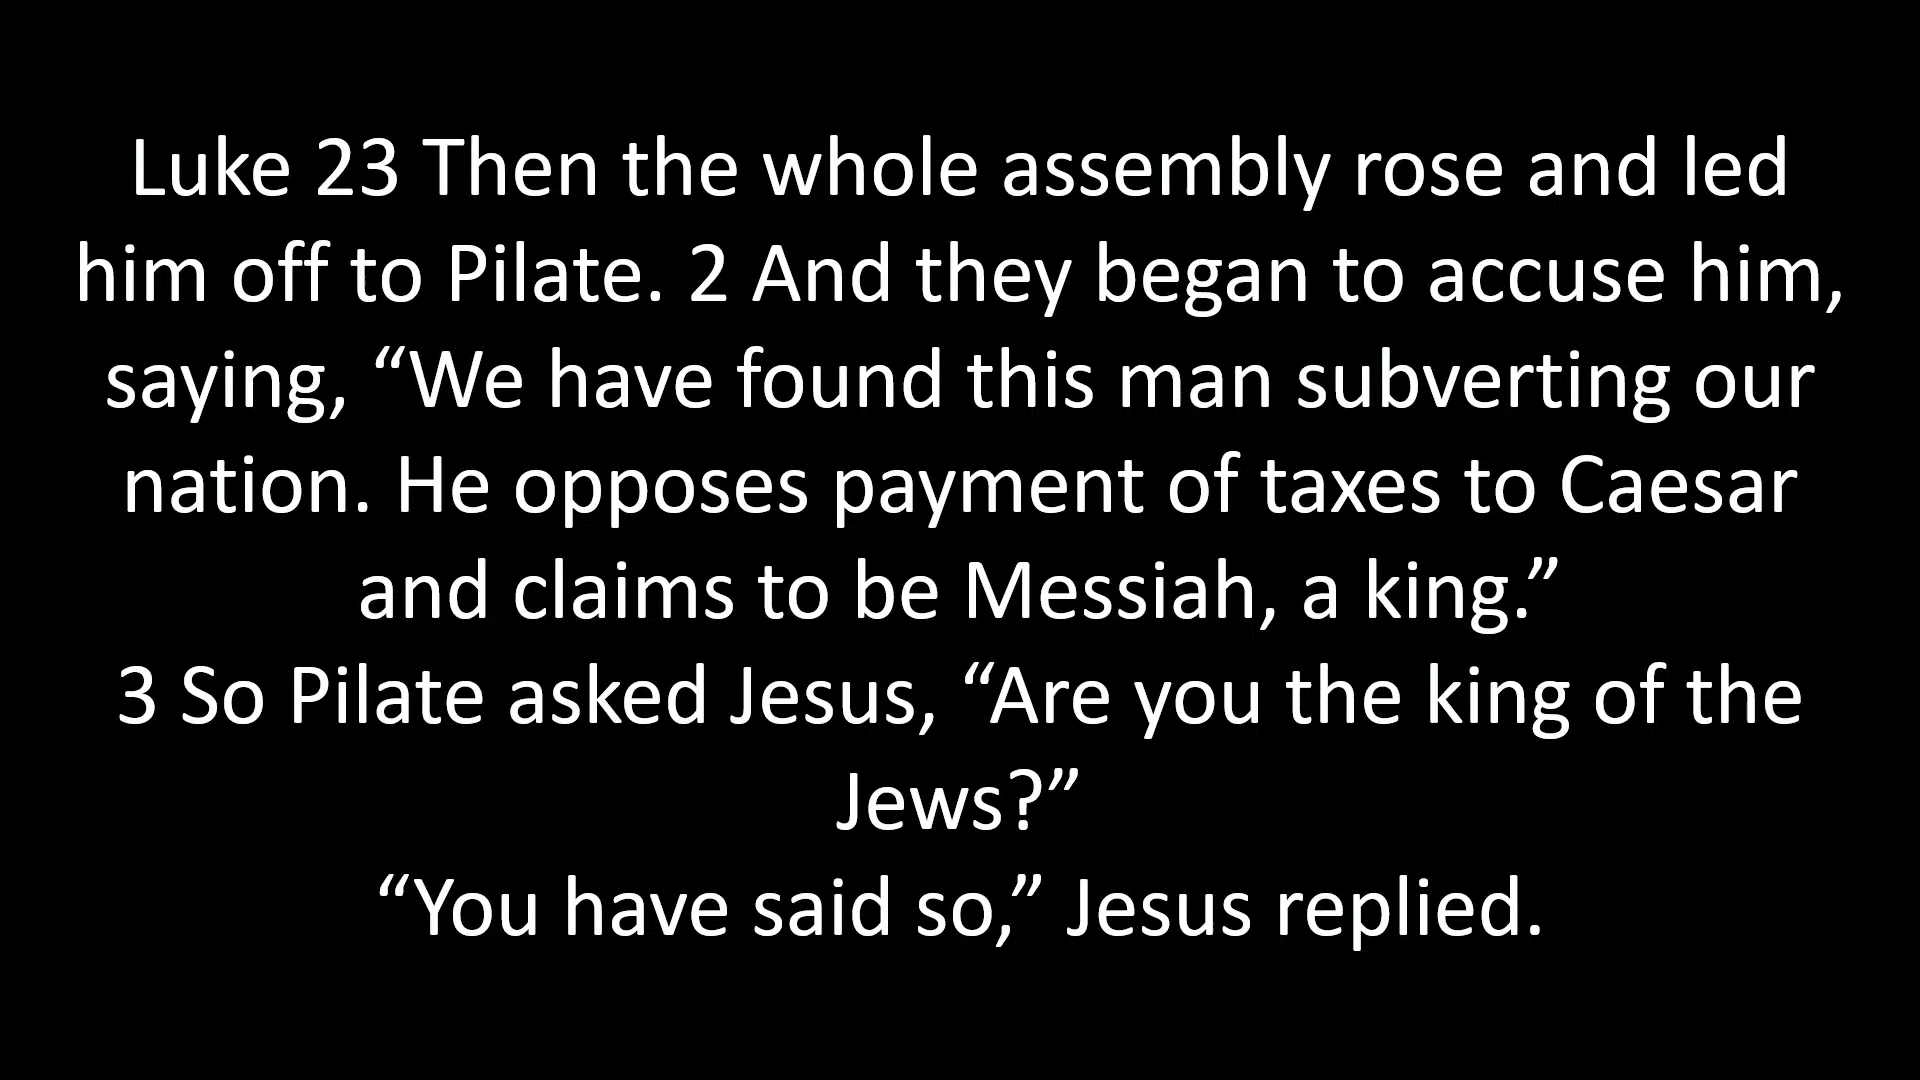 Luke 23 Then the whole assembly rose and led
him off to Pilate. 2 And they began to accuse him,
saying, “We have found this man subverting our
nation. He opposes payment of taxes to Caesar
and claims to be Messiah, a king.”
3 So Pilate asked Jesus, “Are you the king of the
Jews?”
“You have said so,” Jesus replied.